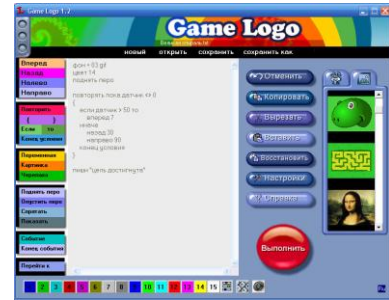 Game Logo 1.2
Game Logo
новый открыть сохранить сохранить как
Вперед
Назад
Налево
Направо
Повторить
{ }
Если то
Конец условия
Переменная
Картинка
Черепаха
Поднять перо
Опустить перо
Спрятать
Показать
Событие
Конец события
Перейти к
фон # 03.gif
цвет 14
поднять перо
повторять пока датчик <> 0
{
если датчик > 50 то
вперед 7
иначе
назад 30
направо 90
конец условия
}
пиши "цель достигнута"
Отменить
Копировать
Вырезать
Вставить
Восстановить
Настройки
Справка
Выполнить
2 3 4 5 6 7 8 9 10 11 12 13 14 15